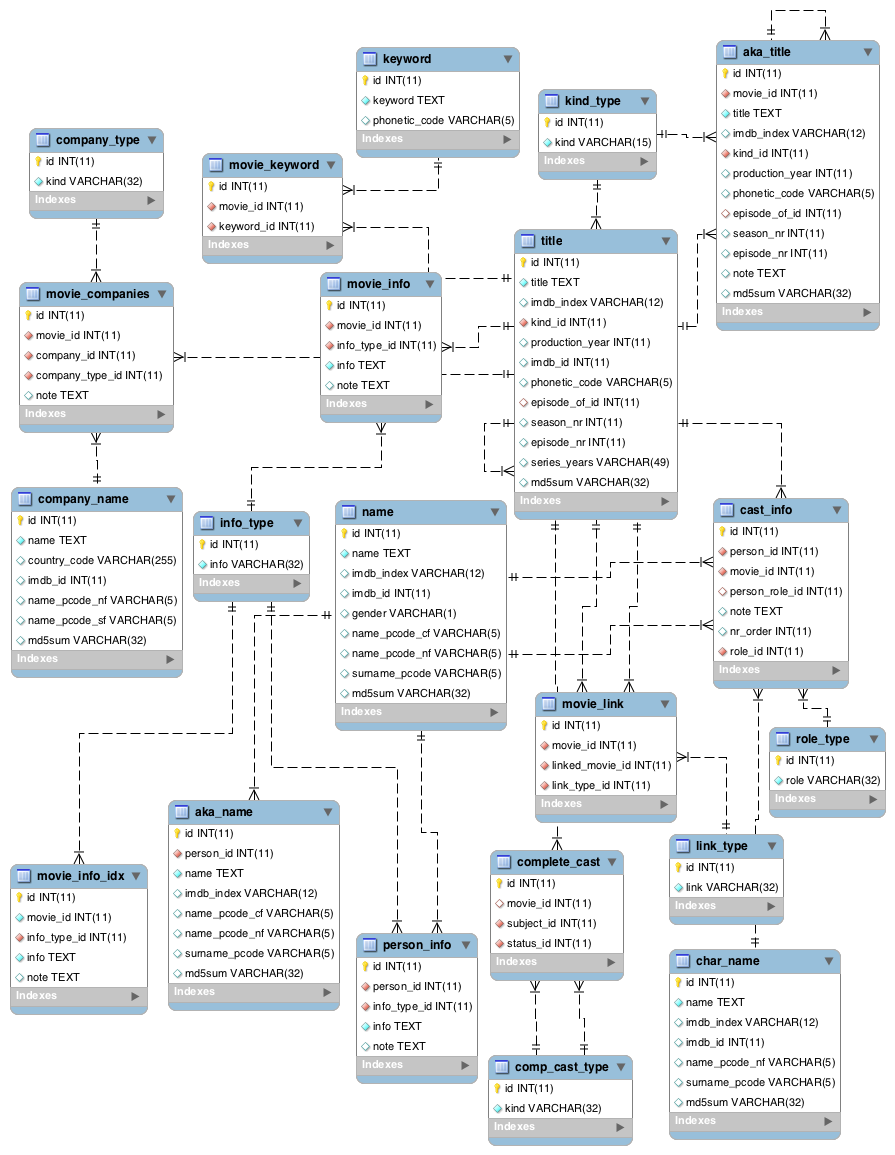 keyword
id INT(11)
keyword TEXT
phonetic_code VARCHAR(5)
Indexes
kind_type
id INT(11)
kind VARCHAR(15)
Indexes
aka_title
id INT(11)
movie_id INT(11)
title TEXT
imdb_index VARCHAR(12)
kind_id INT(11)
production_year INT(11)
phonetic_code VARCHAR(5)
episode_of_id INT(11)
season_nr INT(11)
episode_nr INT(11)
note TEXT
md5sum VARCHAR(32)
Indexes
company_type
id INT(11)
kind VARCHAR(32)
Indexes
movie_keyword
id INT(11)
movie_id INT(11)
keyword_id INT(11)
Indexes
title
id INT(11)
title TEXT
imdb_index VARCHAR(12)
kind_id INT(11)
production_year INT(11)
imdb_id INT(11)
phonetic_code VARCHAR(5)
episode_of_id INT(11)
season_nr INT(11)
episode_nr INT(11)
series_years VARCHAR(49)
md5sum VARCHAR(32)
Indexes
movie_info
id INT(11)
movie_id INT(11)
info_type_id INT(11)
info TEXT
note TEXT
Indexes
movie_companies
id INT(11)
movie_id INT(11)
company_id INT(11)
company_type_id INT(11)
note TEXT
Indexes
company_name
id INT(11)
name TEXT
country_code VARCHAR(255)
imdb_id INT(11)
name_pcode_nf VARCHAR(5)
name_pcode_sf VARCHAR(5)
md5sum VARCHAR(32)
Indexes
info_type
id INT(11)
info VARCHAR(32)
Indexes
name
id INT(11)
name TEXT
imdb_index VARCHAR(12)
imdb_id INT(11)
gender VARCHAR(1)
name_pcode_cf VARCHAR(5)
name_pcode_nf VARCHAR(5)
surname_pcode VARCHAR(5)
md5sum VARCHAR(32)
Indexes
cast_info
id INT(11)
person_id INT(11)
movie_id INT(11)
person_role_id INT(11)
note TEXT
nr_order INT(11)
role_id INT(11)
Indexes
movie_link
id INT(11)
movie_id INT(11)
linked_movie_id INT(11)
link_type_id INT(11)
Indexes
role_type
id INT(11)
role VARCHAR(32)
Indexes
aka_name
id INT(11)
person_id INT(11)
name TEXT
imdb_index VARCHAR(12)
name_pcode_cf VARCHAR(5)
name_pcode_nf VARCHAR(5)
surname_pcode VARCHAR(5)
md5sum VARCHAR(32)
Indexes
link_type
id INT(11)
link VARCHAR(32)
Indexes
complete_cast
id INT(11)
movie_id INT(11)
subject_id INT(11)
status_id INT(11)
Indexes
movie_info_idx
id INT(11)
movie_id INT(11)
info_type_id INT(11)
info TEXT
note TEXT
Indexes
person_info
id INT(11)
person_id INT(11)
info_type_id INT(11)
info TEXT
note TEXT
Indexes
char_name
id INT(11)
name TEXT
imdb_index VARCHAR(12)
imdb_id INT(11)
name_pcode_nf VARCHAR(5)
surname_pcode VARCHAR(5)
md5sum VARCHAR(32)
Indexes
comp_cast_type
id INT(11)
kind VARCHAR(32)
Indexes